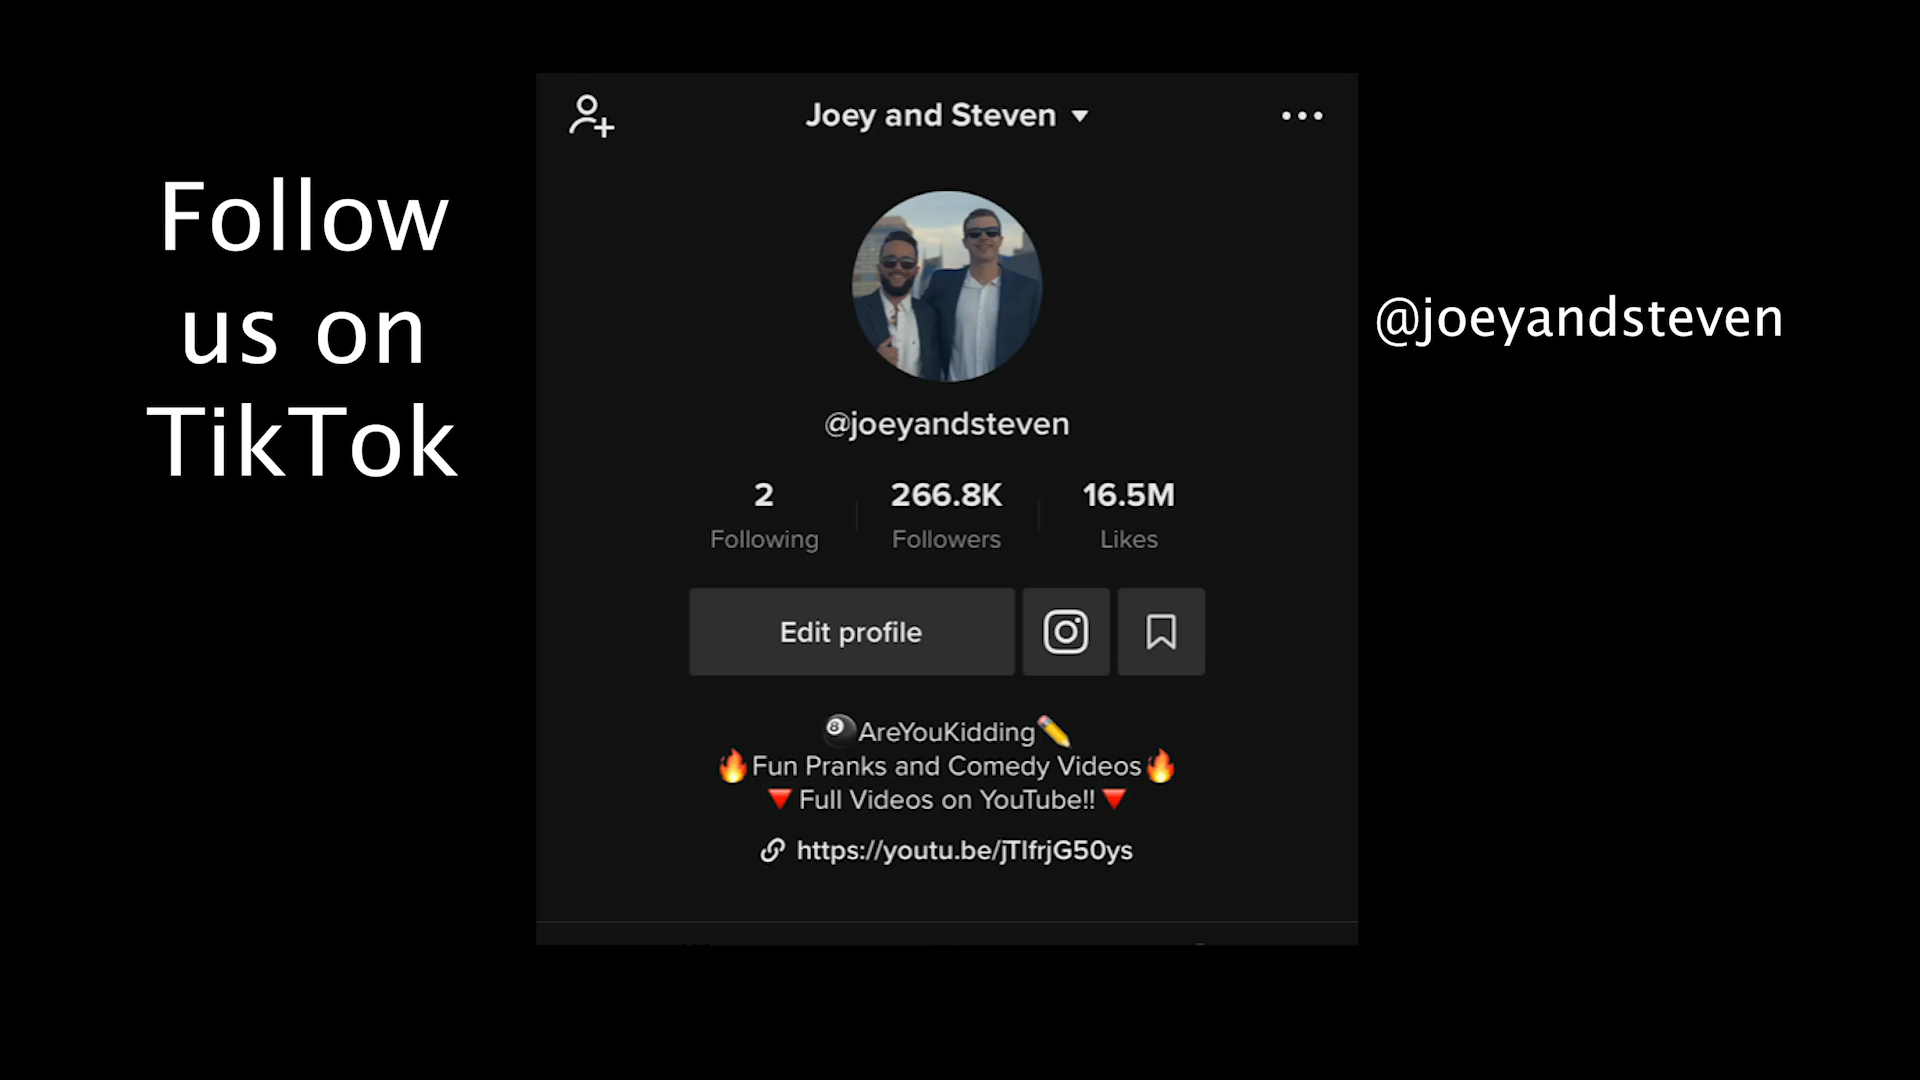 Follow
us on
TikTok
Joey and Steven
@joeyandsteven
2
Following
266.8K
Followers
16.5M
Likes
Edit profile
🎱AreYouKidding✏️
🔥Fun Pranks and Comedy Videos🔥
🔻Full Videos on YouTube!!🔻
https://youtu.be/jTlfrjG50ys
@joeyandsteven